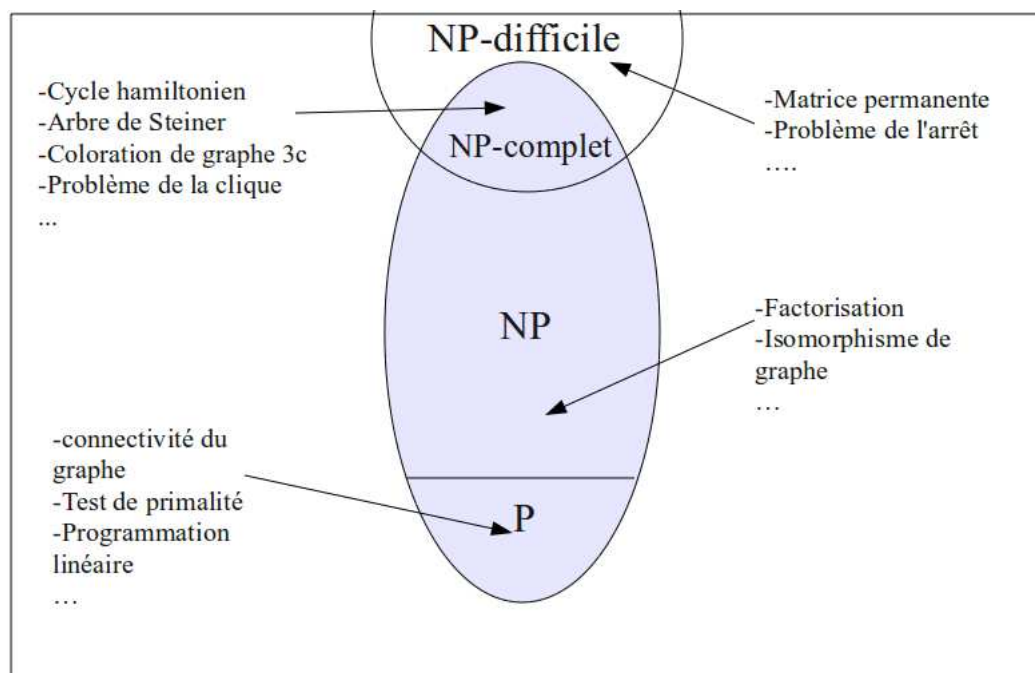 NP-difficile
-Cycle hamiltonien
-Arbre de Steiner
-Coloration de graphe 3c
-Problème de la clique
...
NP-complet
-Matrice permanente
-Problème de l'arrêt
….
NP
-Factorisation
-Isomorphisme de
graphe
…
-connectivité du
graphe
-Test de primalité
-Programmation
linéaire
…
P